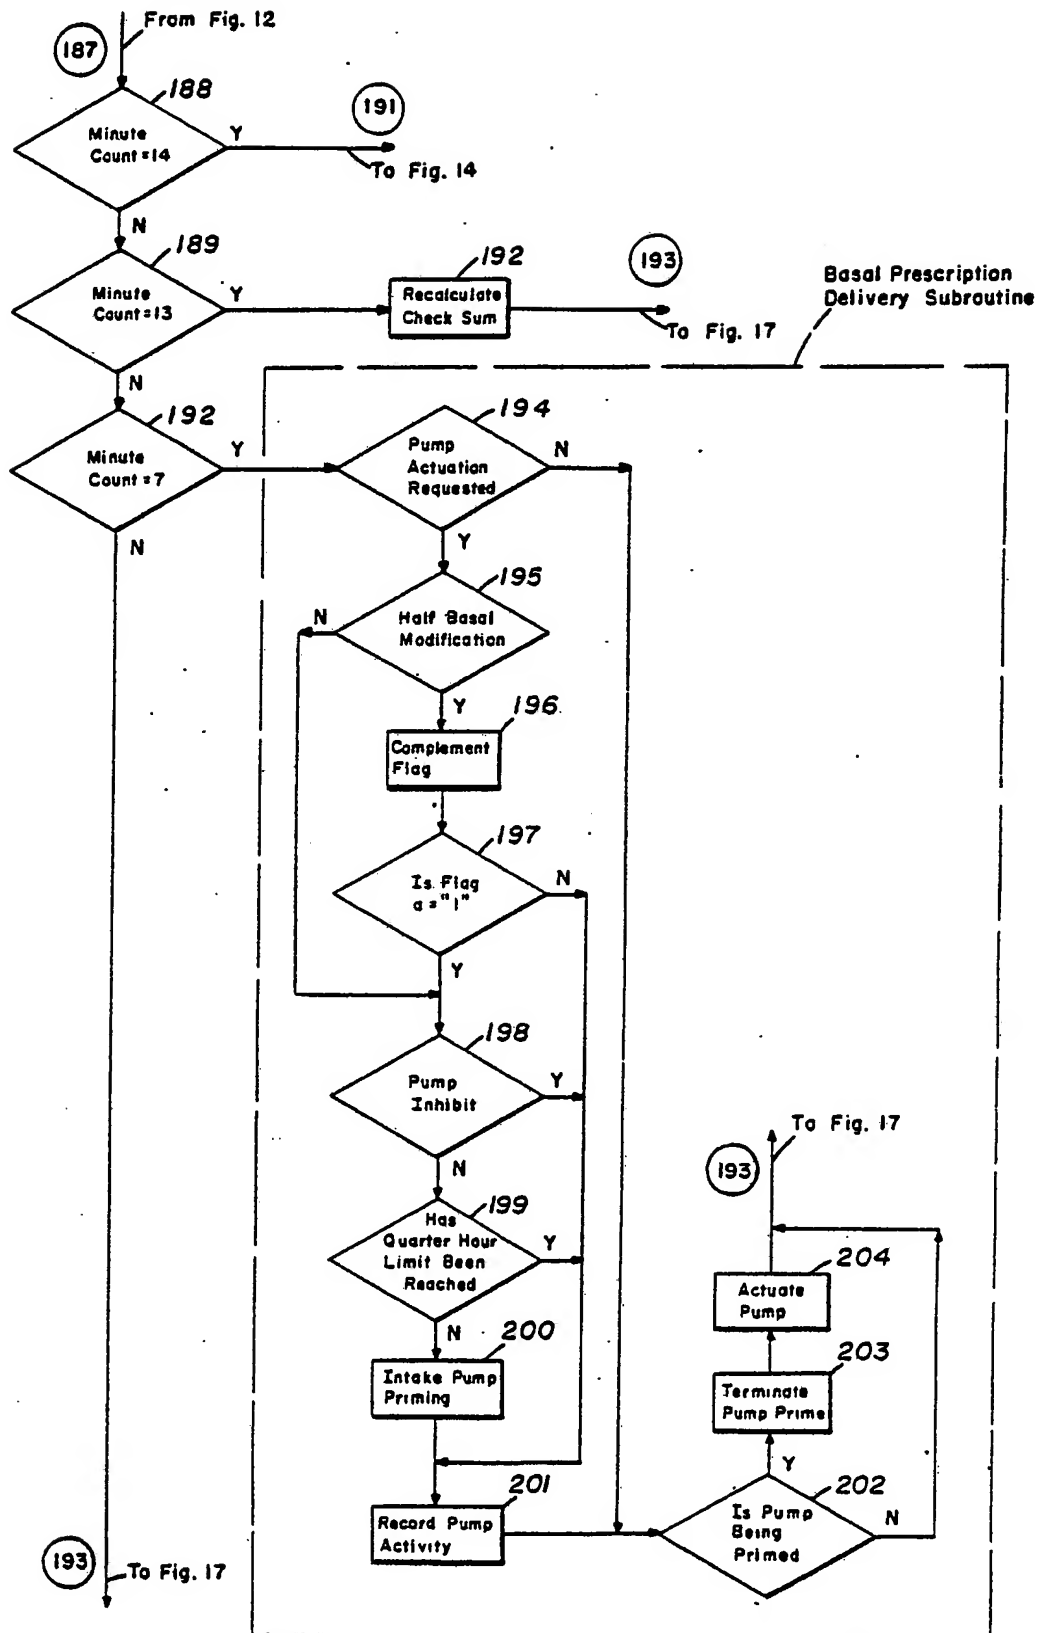 From Fig. 12
187
188
Minute
Count = 14
Y
191
To Fig. 14
N
189
Minute
Count = 13
Y
192
Recalculate
Check Sum
193
To Fig. 17
Basal Prescription
Delivery Subroutine
N
192
Minute
Count = 7
Y
194
Pump
Actuation
Requested
N
N
Y
195
Half Basal
Modification
N
Y
196
Complement
Flag
197
Is Flag
a = "1"
N
Y
198
Pump
Inhibit
Y
N
199
Has
Quarter Hour
Limit Been
Reached
Y
N
200
Intake Pump
Priming
201
Record Pump
Activity
202
Is Pump
Being
Primed
N
Y
203
Terminate
Pump Prime
204
Actuate
Pump
193
To Fig. 17
193
To Fig. 17